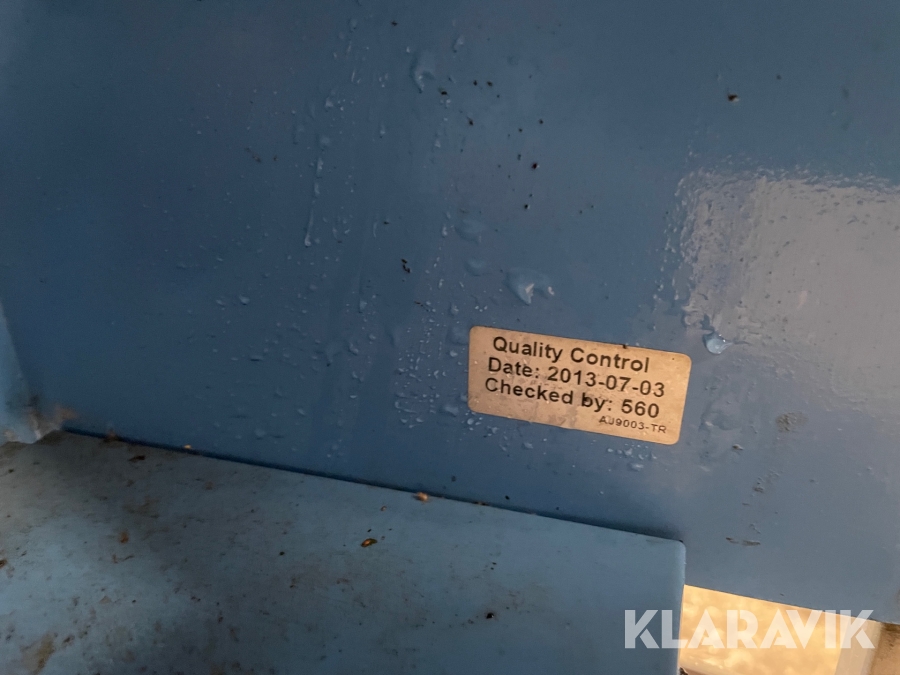 Quality Control
Date: 2013-07-03
Checked by: 560
AJ9003-TR
KLARAVIK